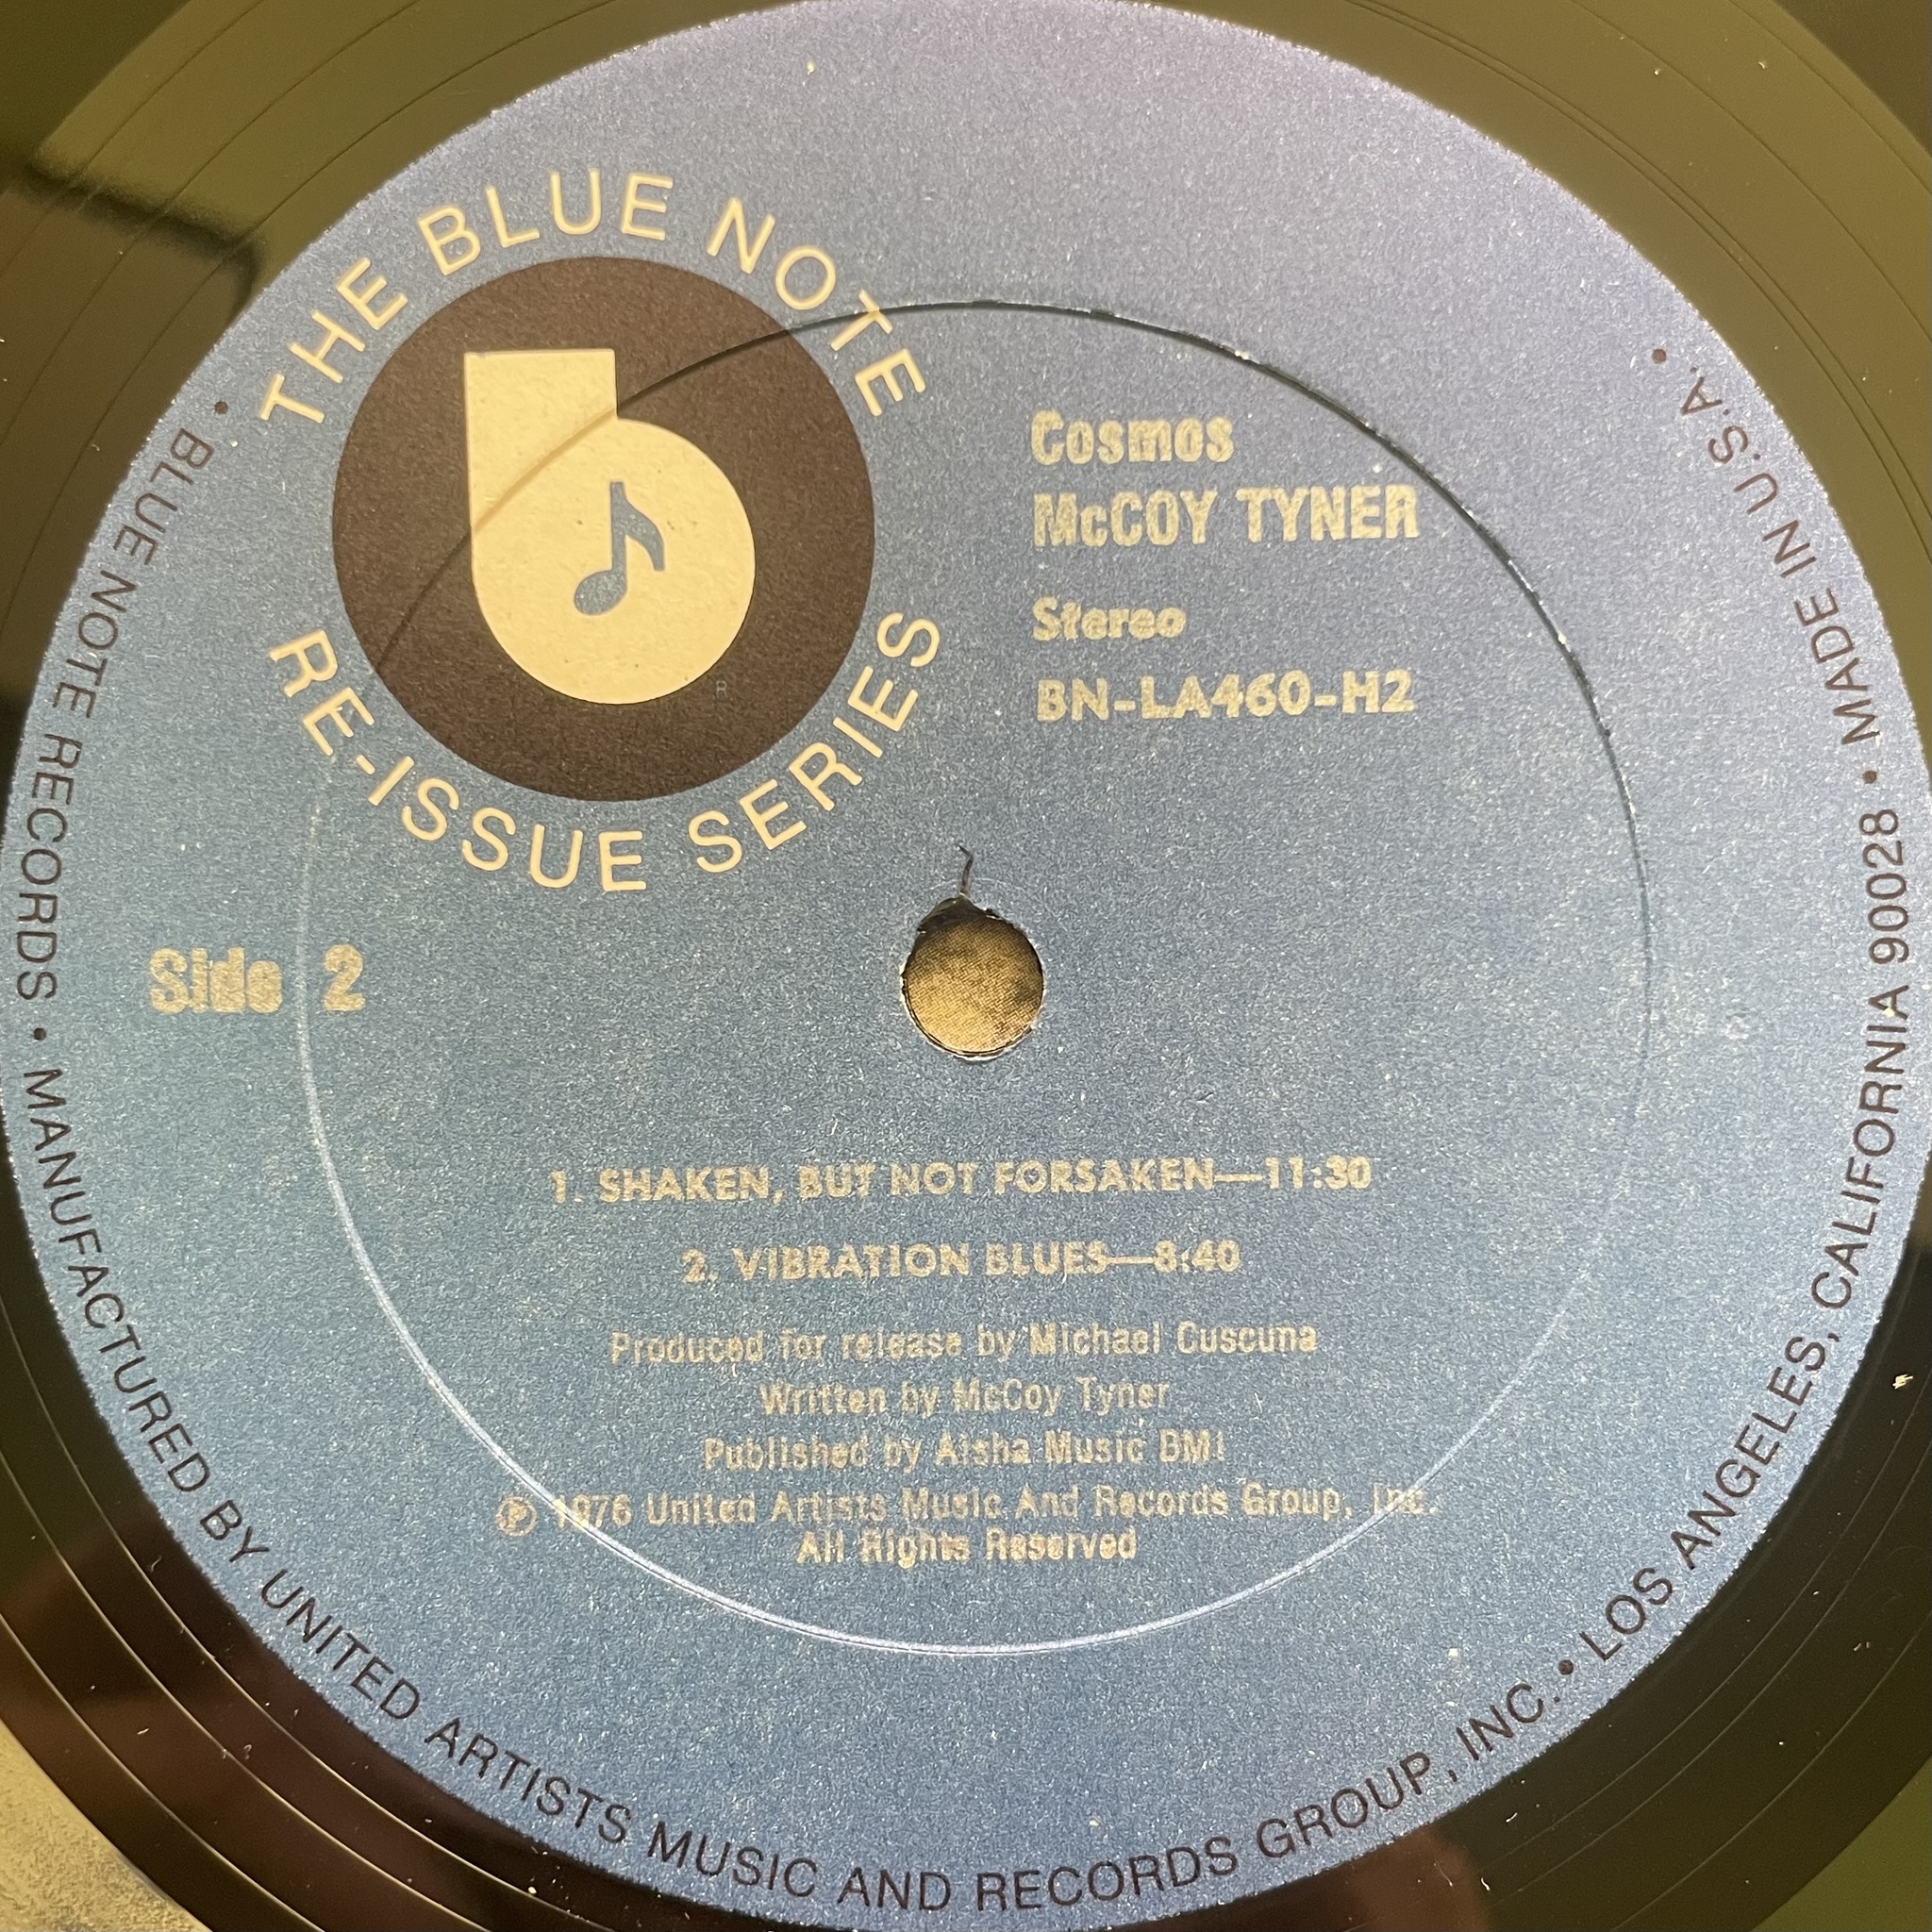 THE BLUE NOTE
RE-ISSUE SERIES
R
Cosmos
McCOY TYNER
Stereo
BN-LA460-H2
Side 2
1. SHAKEN, BUT NOT FORSAKEN—11:30
2. VIBRATION BLUES—8:40
Produced for release by Michael Cuscuna
Written by McCoy Tyner
Published by Aisha Music BMI
℗ 1976 United Artists Music And Records Group, Inc.
All Rights Reserved
• BLUE NOTE RECORDS • MANUFACTURED BY UNITED ARTISTS MUSIC AND RECORDS GROUP, INC. • LOS ANGELES, CALIFORNIA 90028 • MADE IN U.S.A. •